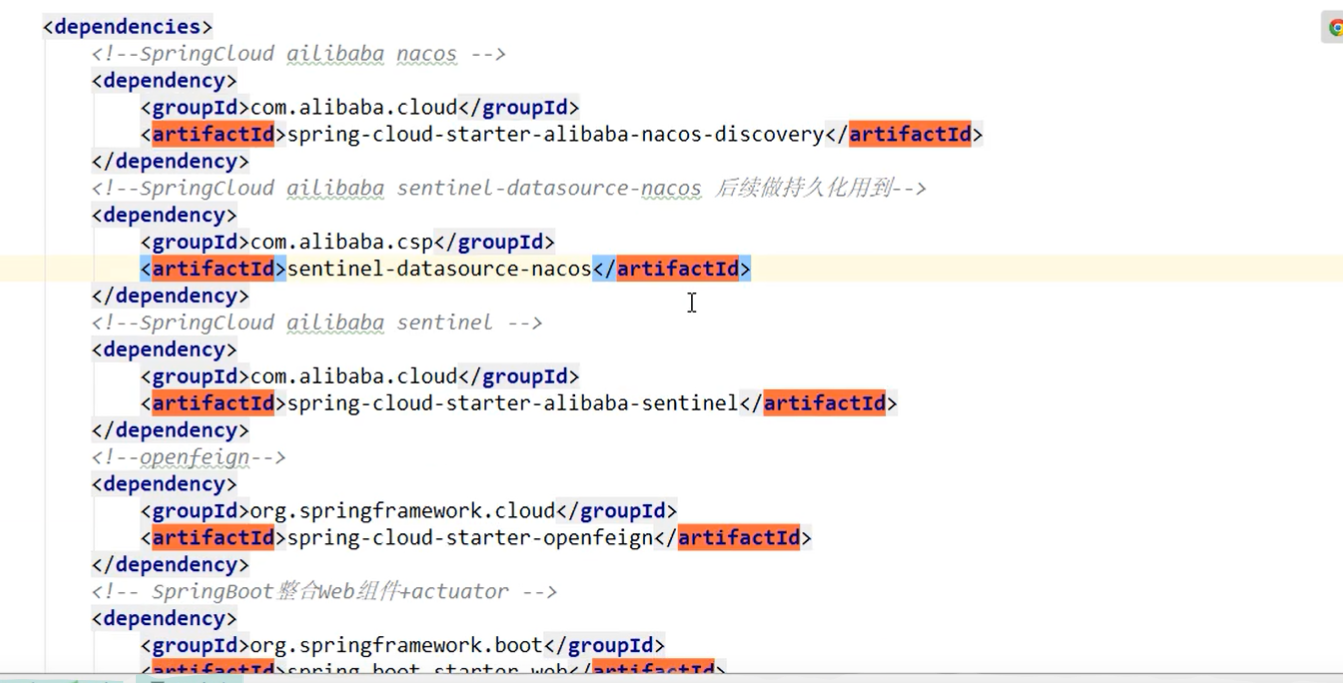 <dependencies>
<!--SpringCloud ailibaba nacos -->
<dependency>
<groupId>com.alibaba.cloud</groupId>
<artifactId>spring-cloud-starter-alibaba-nacos-discovery</artifactId>
</dependency>
<!--SpringCloud ailibaba sentinel-datasource-nacos 后续做持久化用到-->
<dependency>
<groupId>com.alibaba.csp</groupId>
<artifactId>sentinel-datasource-nacos</artifactId>
</dependency>
<!--SpringCloud ailibaba sentinel -->
<dependency>
<groupId>com.alibaba.cloud</groupId>
<artifactId>spring-cloud-starter-alibaba-sentinel</artifactId>
</dependency>
<!--openfeign-->
<dependency>
<groupId>org.springframework.cloud</groupId>
<artifactId>spring-cloud-starter-openfeign</artifactId>
</dependency>
<!-- SpringBoot整合Web组件+actuator -->
<dependency>
<groupId>org.springframework.boot</groupId>
<artifactId>spring-boot-starter-web</artifactId>